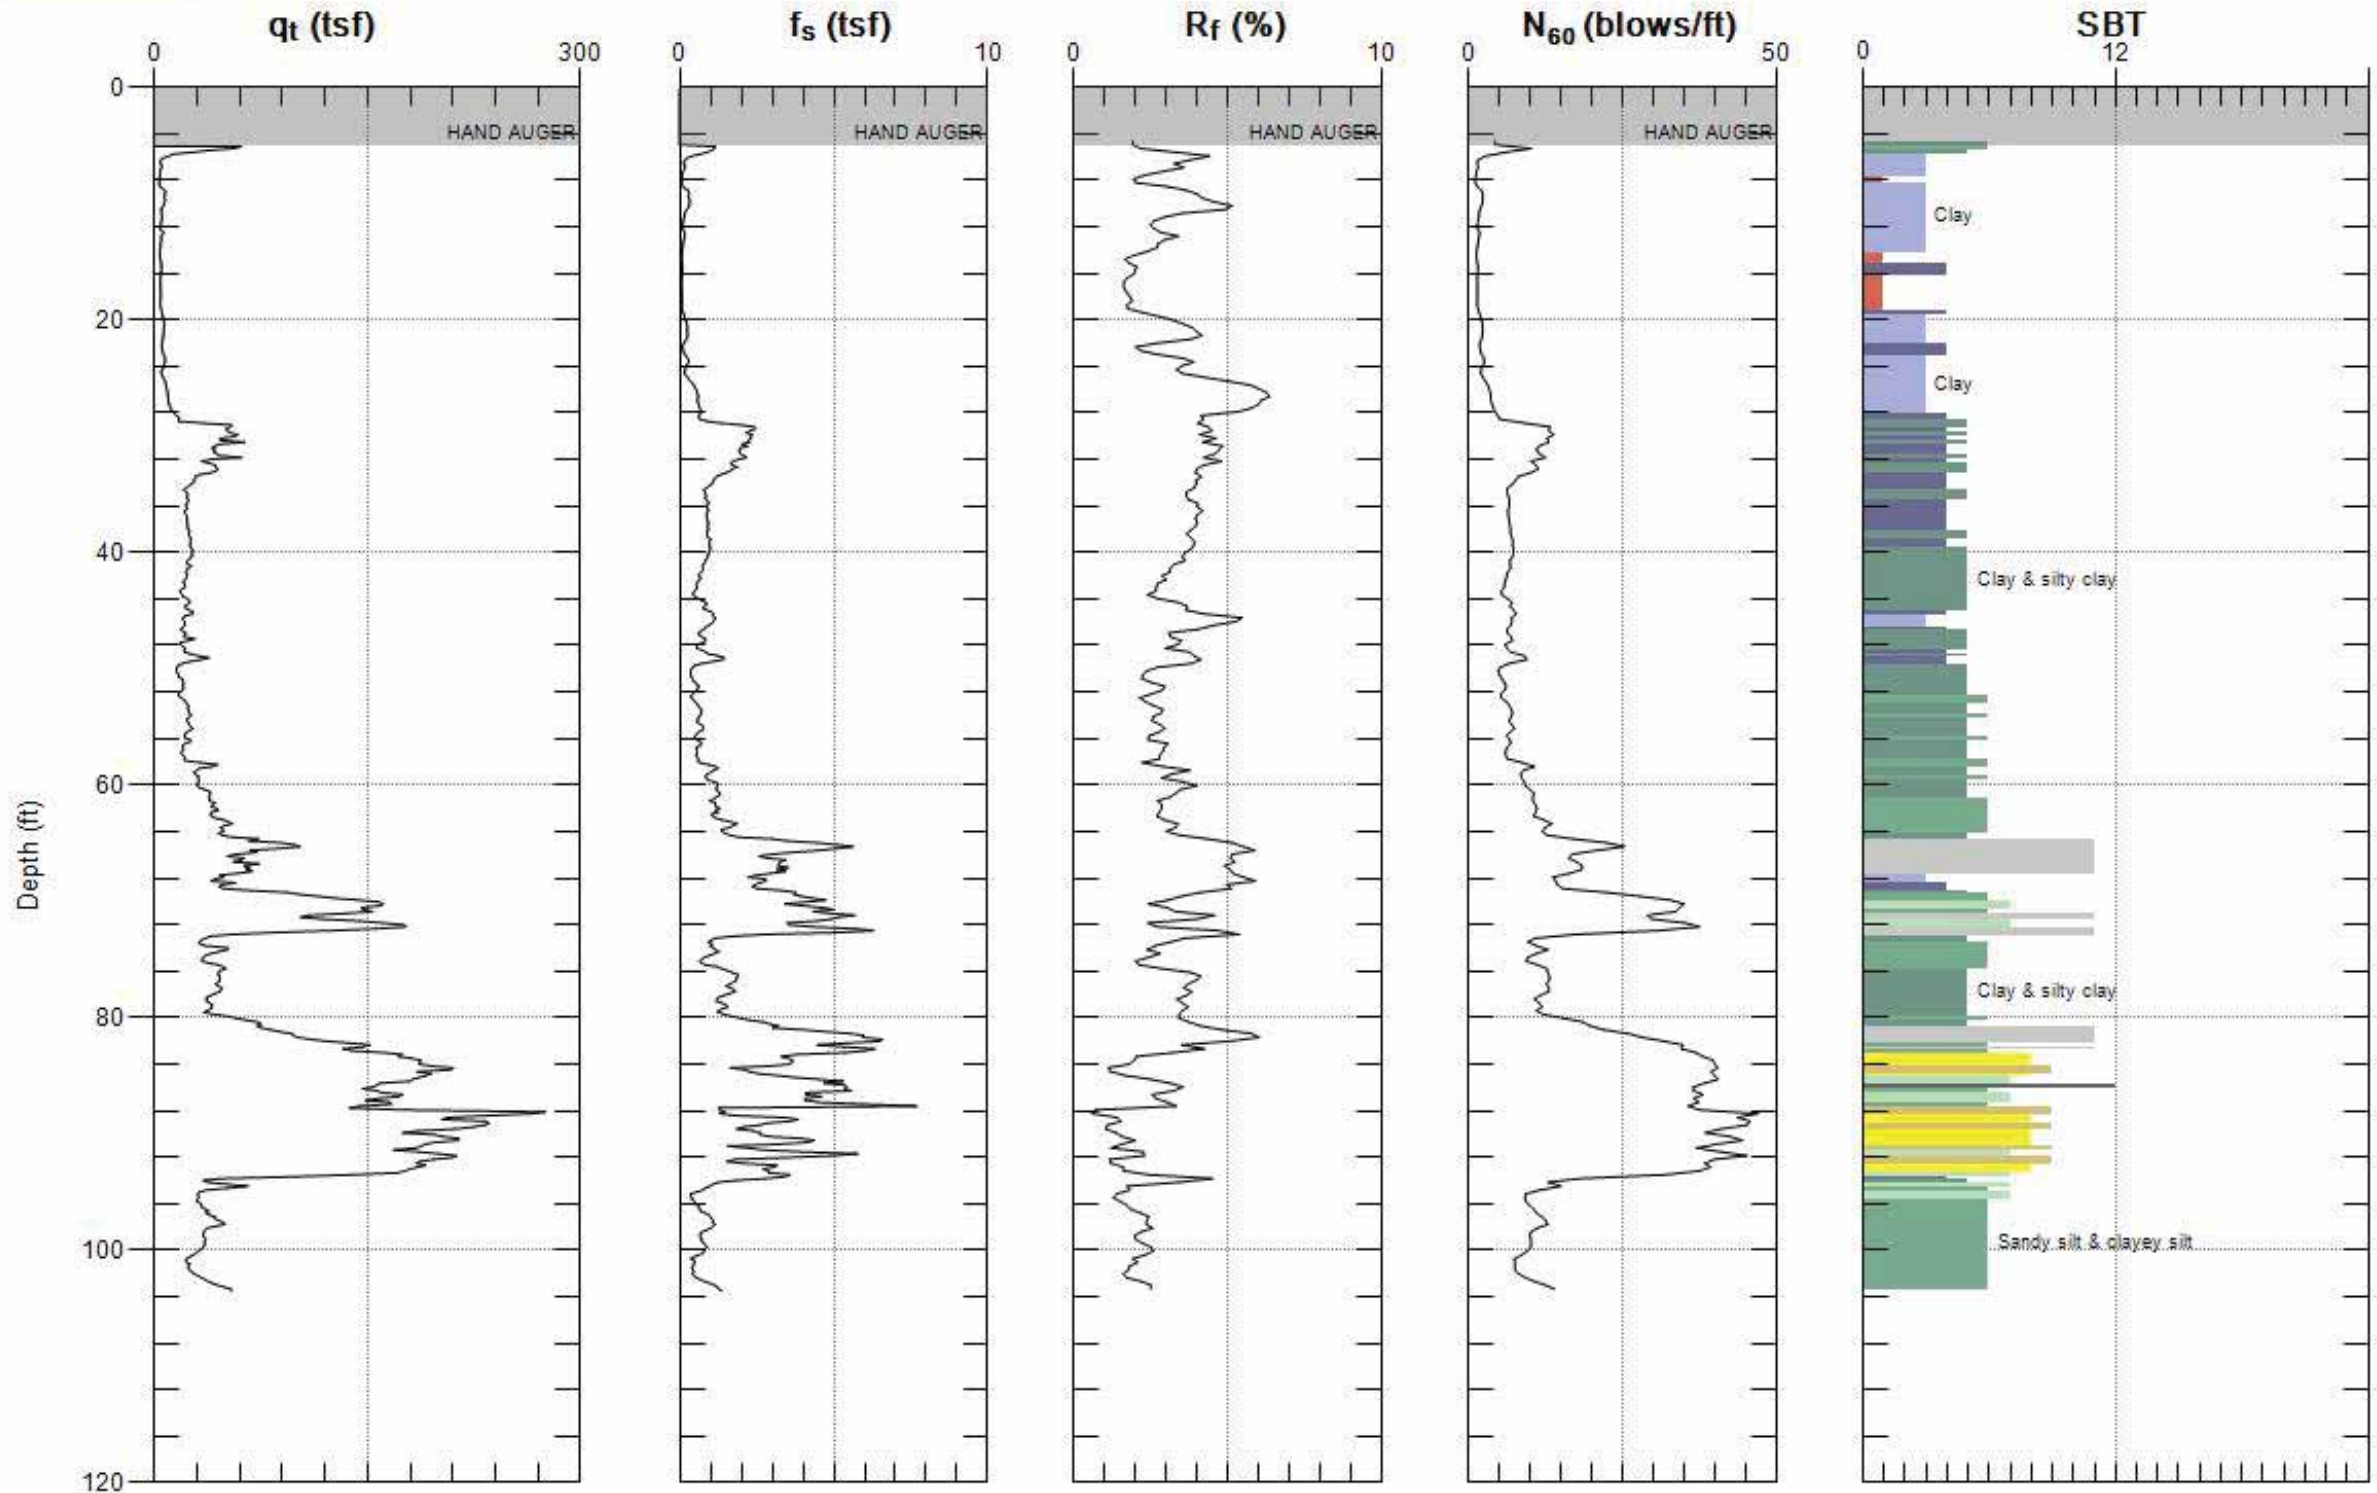 qt (tsf)
fs (tsf)
Rf (%)
N60 (blows/ft)
SBT
0 300
0 10
0 10
0 50
0 12
0
HAND AUGER
HAND AUGER
HAND AUGER
HAND AUGER
Clay
20
Clay
40
Clay & silty clay
60
Depth (ft)
Clay & silty clay
80
Sandy silt & clayey silt
100
120